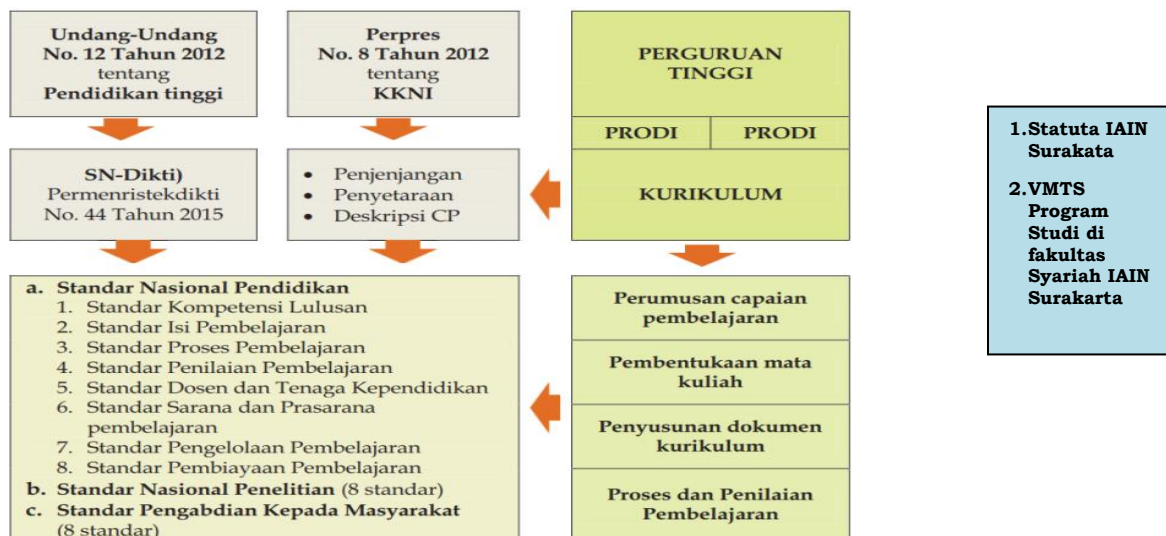 Undang-Undang
No. 12 Tahun 2012
tentang
Pendidikan tinggi
Perpres
No. 8 Tahun 2012
tentang
KKNI
PERGURUAN
TINGGI
PRODI
PRODI
KURIKULUM
SN-Dikti)
Permenristekdikti
No. 44 Tahun 2015
• Penjenjangan
• Penyetaraan
• Deskripsi CP
a. Standar Nasional Pendidikan
1. Standar Kompetensi Lulusan
2. Standar Isi Pembelajaran
3. Standar Proses Pembelajaran
4. Standar Penilaian Pembelajaran
5. Standar Dosen dan Tenaga Kependidikan
6. Standar Sarana dan Prasarana
pembelajaran
7. Standar Pengelolaan Pembelajaran
8. Standar Pembiayaan Pembelajaran
b. Standar Nasional Penelitian (8 standar)
c. Standar Pengabdian Kepada Masyarakat
(8 standar)
Perumusan capaian
pembelajaran
Pembentukaan mata
kuliah
Penyusunan dokumen
kurikulum
Proses dan Penilaian
Pembelajaran
1.Statuta IAIN
Surakata
2.VMTS
Program
Studi di
fakultas
Syariah IAIN
Surakarta